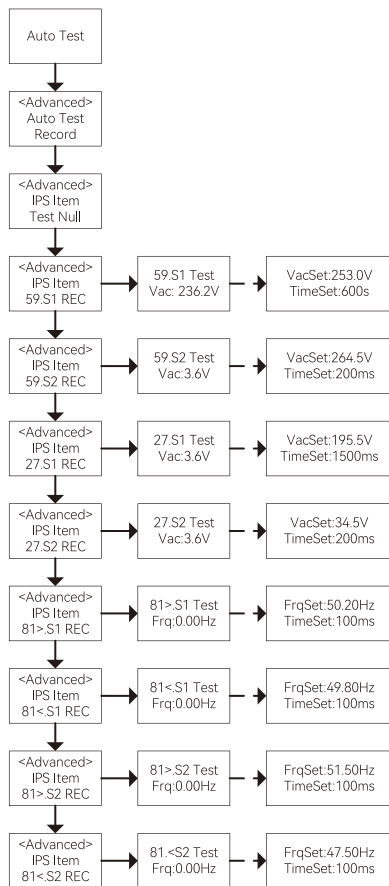 Auto Test
<Advanced>
Auto Test
Record
<Advanced>
IPS Item
Test Null
<Advanced>
IPS Item
59.S1 REC
59.S1 Test
Vac: 236.2V
VacSet:253.0V
TimeSet:600s
<Advanced>
IPS Item
59.S2 REC
59.S2 Test
Vac:3.6V
VacSet:264.5V
TimeSet:200ms
<Advanced>
IPS Item
27.S1 REC
27.S1 Test
Vac:3.6V
VacSet:195.5V
TimeSet:1500ms
<Advanced>
IPS Item
27.S2 REC
27.S2 Test
Vac:3.6V
VacSet:34.5V
TimeSet:200ms
<Advanced>
IPS Item
81>.S1 REC
81>.S1 Test
Frq:0.00Hz
FrqSet:50.20Hz
TimeSet:100ms
<Advanced>
IPS Item
81<.S1 REC
81<.S1 Test
Frq:0.00Hz
FrqSet:49.80Hz
TimeSet:100ms
<Advanced>
IPS Item
81>.S2 REC
81>.S2 Test
Frq:0.00Hz
FrqSet:51.50Hz
TimeSet:100ms
<Advanced>
IPS Item
81<.S2 REC
81.<S2 Test
Frq:0.00Hz
FrqSet:47.50Hz
TimeSet:100ms